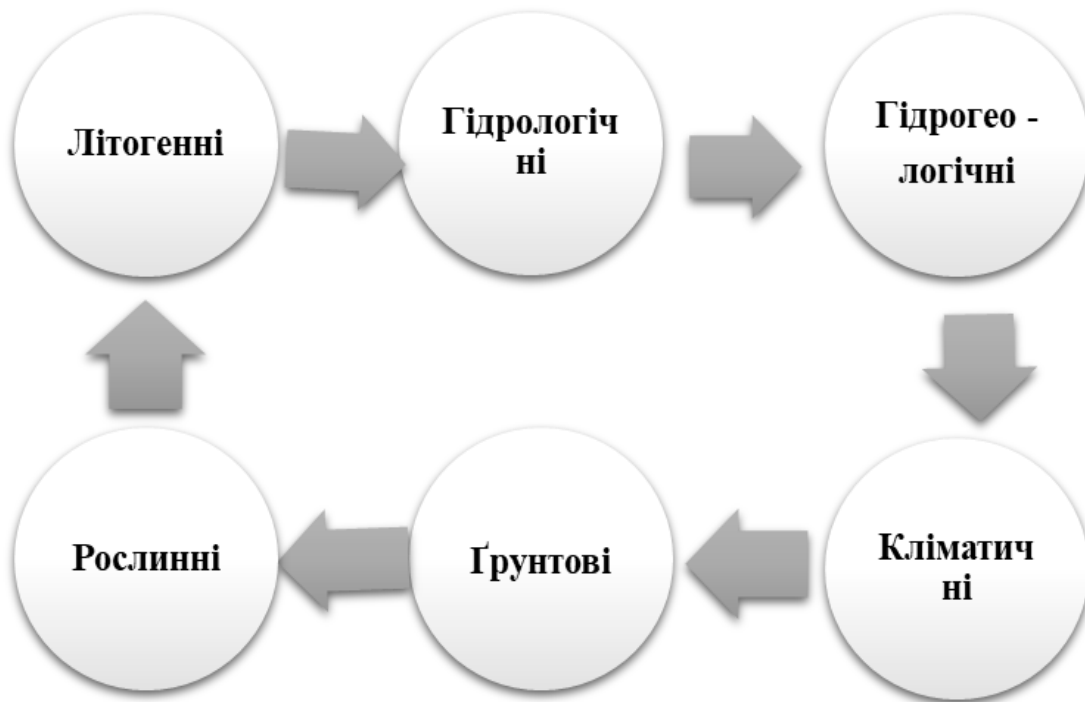 Літогенні
Гідрологіч
ні
Гідрогео -
логічні
Рослинні
Ґрунтові
Кліматич
ні